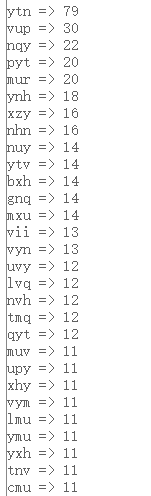 ytn => 79
vup => 30
nqy => 22
pyt => 20
mur => 20
ynh => 18
xzy => 16
nhn => 16
nuy => 14
ytv => 14
bxh => 14
gnq => 14
mxu => 14
vii => 13
vyn => 13
uvy => 12
lvq => 12
nvh => 12
tmq => 12
qyt => 12
muv => 11
upy => 11
xhy => 11
vym => 11
lmu => 11
ymu => 11
yxh => 11
tnv => 11
cmu => 11